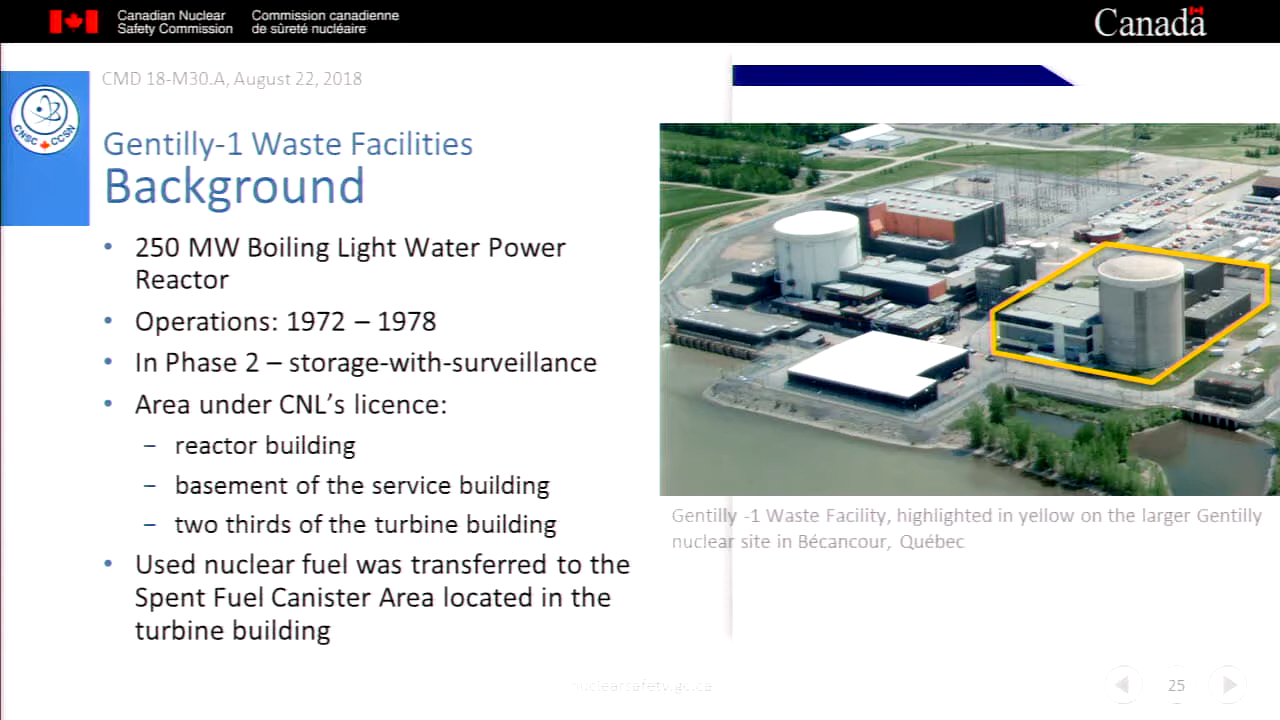 Canadian Nuclear
Safety Commission
Commission canadienne
de sûreté nucléaire
Canada
CMD 18-M30.A, August 22, 2018
CNSC CCSN
Gentilly-1 Waste Facilities
Background
• 250 MW Boiling Light Water Power
Reactor
• Operations: 1972 – 1978
• In Phase 2 – storage-with-surveillance
• Area under CNL's licence:
– reactor building
– basement of the service building
– two thirds of the turbine building
• Used nuclear fuel was transferred to the
Spent Fuel Canister Area located in the
turbine building
Gentilly -1 Waste Facility, highlighted in yellow on the larger Gentilly
nuclear site in Bécancour, Québec
nuclearsafety.gc.ca
25